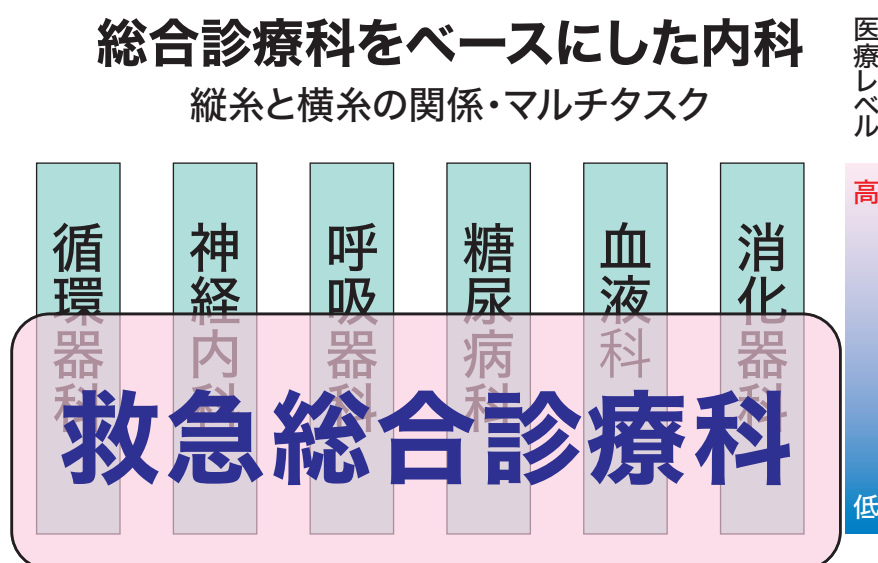 総合診療科をベースにした内科
縦糸と横糸の関係・マルチタスク
医療レベル
高
循環器科
神経内科
呼吸器科
糖尿病科
血液科
消化器科
救急総合診療科
低